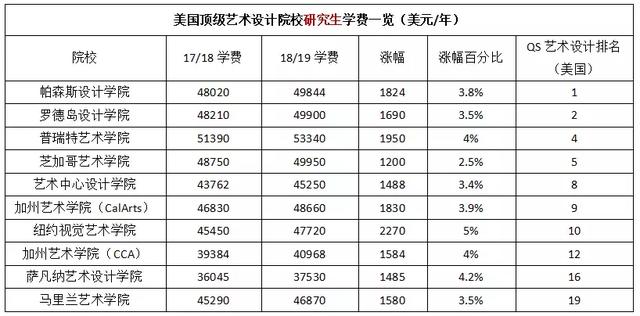 美国顶级艺术设计院校研究生学费一览（美元/年）
院校 17/18 学费 18/19 学费 涨幅 涨幅百分比 QS 艺术设计排名
（美国）
帕森斯设计学院 48020 49844 1824 3.8% 1
罗德岛设计学院 48210 49900 1690 3.5% 2
普瑞特艺术学院 51390 53340 1950 4% 4
芝加哥艺术学院 48750 49950 1200 2.5% 5
艺术中心设计学院 43762 45250 1488 3.4% 8
加州艺术学院（CalArts） 46830 48660 1830 3.9% 9
纽约视觉艺术学院 45450 47720 2270 5% 10
加州艺术学院（CCA） 39384 40968 1584 4% 12
萨凡纳艺术设计学院 36045 37530 1485 4.2% 16
马里兰艺术学院 45290 46870 1580 3.5% 19